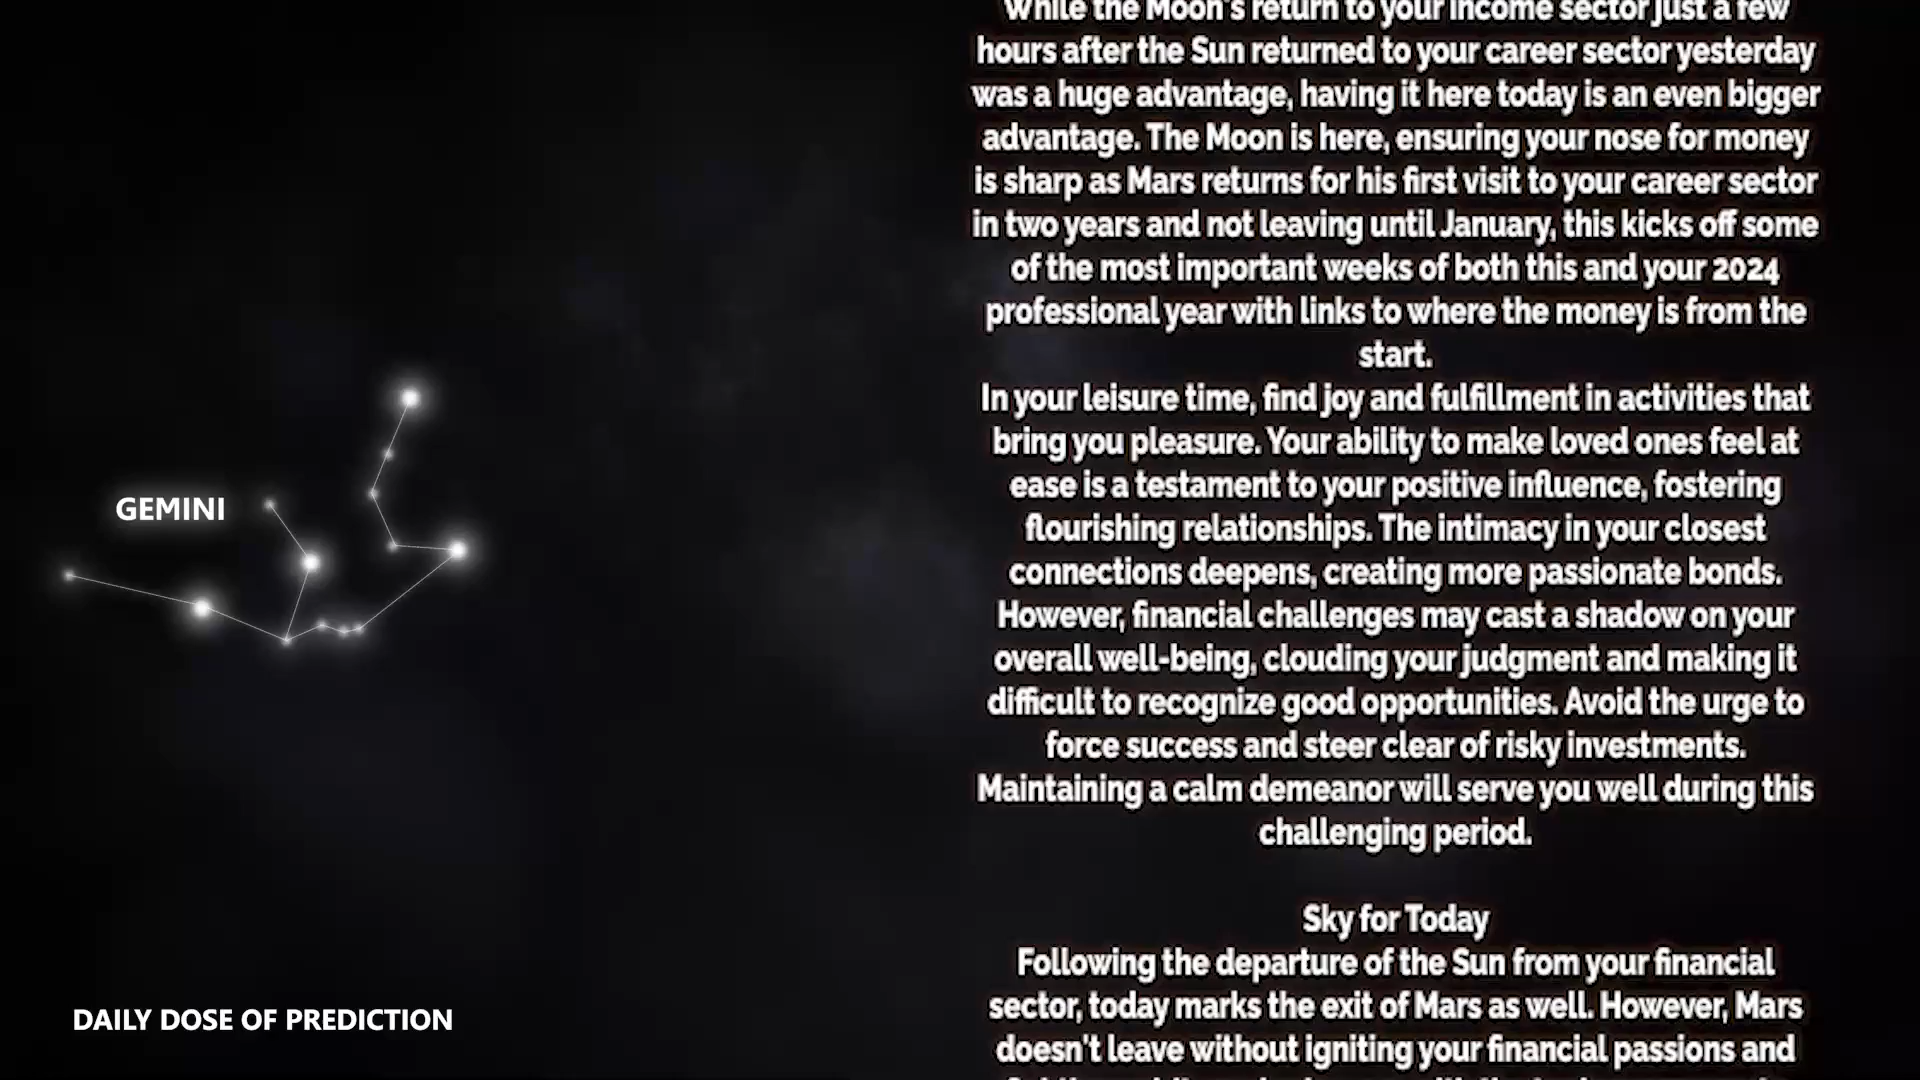 While the Moon's return to your income sector just a few
hours after the Sun returned to your career sector yesterday
was a huge advantage, having it here today is an even bigger
advantage. The Moon is here, ensuring your nose for money
is sharp as Mars returns for his first visit to your career sector
in two years and not leaving until January, this kicks off some
of the most important weeks of both this and your 2024
professional year with links to where the money is from the
start.
In your leisure time, find joy and fulfillment in activities that
bring you pleasure. Your ability to make loved ones feel at
ease is a testament to your positive influence, fostering
flourishing relationships. The intimacy in your closest
connections deepens, creating more passionate bonds.
However, financial challenges may cast a shadow on your
overall well-being, clouding your judgment and making it
difficult to recognize good opportunities. Avoid the urge to
force success and steer clear of risky investments.
Maintaining a calm demeanor will serve you well during this
challenging period.
Sky for Today
Following the departure of the Sun from your financial
sector, today marks the exit of Mars as well. However, Mars
doesn't leave without igniting your financial passions and
GEMINI
DAILY DOSE OF PREDICTION